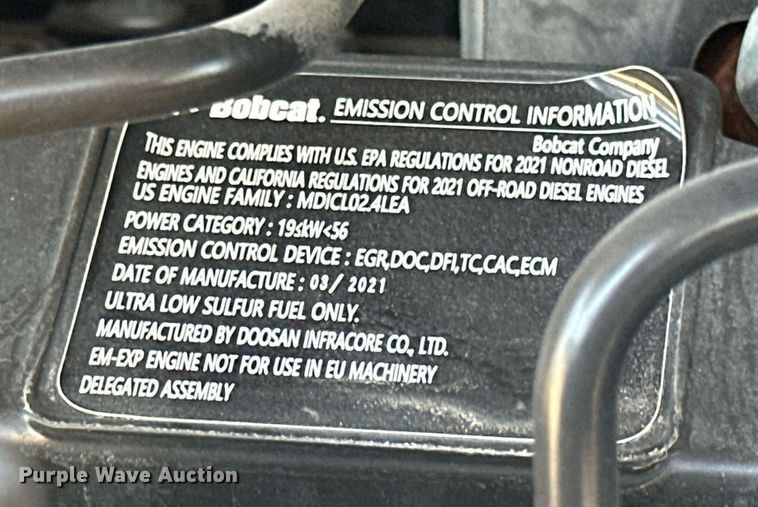 Bobcat. EMISSION CONTROL INFORMATION
Bobcat Company
THIS ENGINE COMPLIES WITH U.S. EPA REGULATIONS FOR 2021 NONROAD DIESEL
ENGINES AND CALIFORNIA REGULATIONS FOR 2021 OFF-ROAD DIESEL ENGINES
US ENGINE FAMILY : MDICL02.4LEA
POWER CATEGORY : 19≤kW<56
EMISSION CONTROL DEVICE : EGR,DOC,DFI,TC,CAC,ECM
DATE OF MANUFACTURE : 03/ 2021
ULTRA LOW SULFUR FUEL ONLY.
MANUFACTURED BY DOOSAN INFRACORE CO., LTD.
EM-EXP ENGINE NOT FOR USE IN EU MACHINERY
DELEGATED ASSEMBLY
Purple Wave Auction